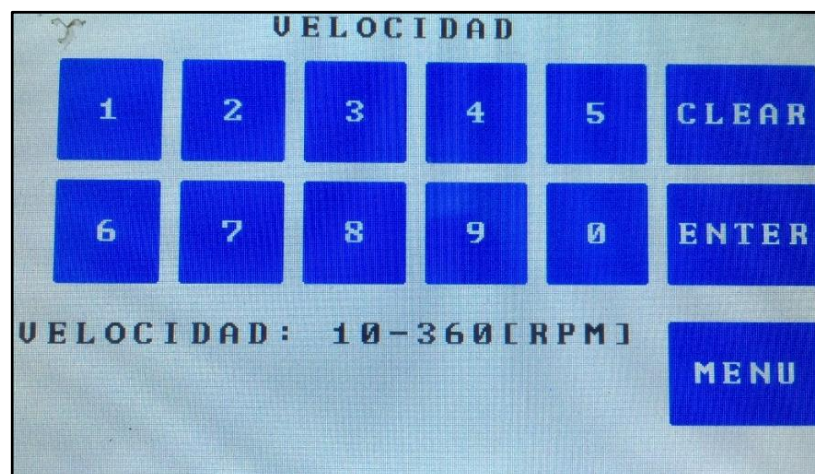 VELOCIDAD
1 2 3 4 5 CLEAR
6 7 8 9 0 ENTER
VELOCIDAD: 10-360[RPM]
MENU